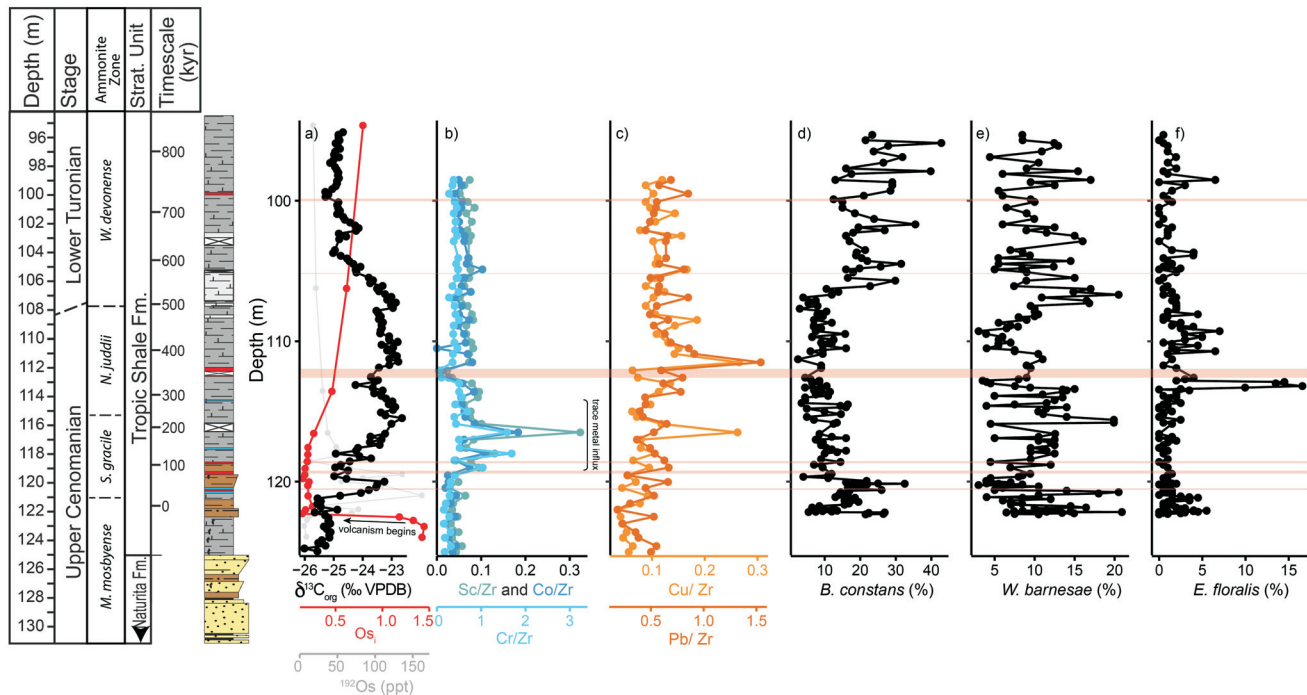 Depth (m)
Stage
Ammonite
Zone
Strat. Unit
Timescale
(kyr)
96
98
100
102
104
106
108
110
112
114
116
118
120
122
124
126
128
130
Lower Turonian
Upper Cenomanian
W. devonense
N. juddii
S. gracile
M. mosbyense
Tropic Shale Fm.
Naturita Fm.
800
700
600
500
400
300
200
100
0
Depth (m)
100
110
120
a)
b)
c)
d)
e)
f)
volcanism begins
trace metal influx
−26 −25 −24 −23
δ¹³Corg (‰ VPDB)
0.5 1.0 1.5
Osi
0 50 100 150
¹⁹²Os (ppt)
0.0 0.1 0.2 0.3
Sc/Zr and Co/Zr
0 1 2 3
Cr/Zr
0.1 0.2 0.3
Cu/ Zr
0.5 1.0 1.5
Pb/ Zr
10 20 30 40
B. constans (%)
5 10 15 20
W. barnesae (%)
0 5 10 15
E. floralis (%)